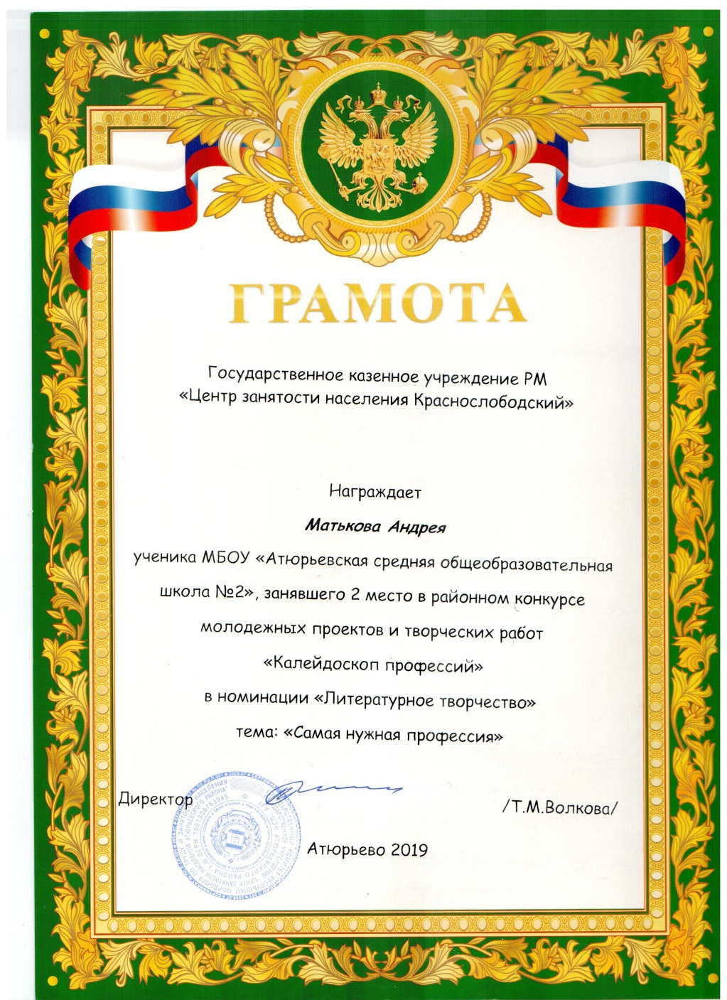 ГРАМОТА
Государственное казенное учреждение РМ
«Центр занятости населения Краснослободский»
Награждает
Матькова Андрея
ученика МБОУ «Атюрьевская средняя общеобразовательная
школа №2», занявшего 2 место в районном конкурсе
молодежных проектов и творческих работ
«Калейдоскоп профессий»
в номинации «Литературное творчество»
тема: «Самая нужная профессия»
Директор
/Т.М.Волкова/
Атюрьево 2019